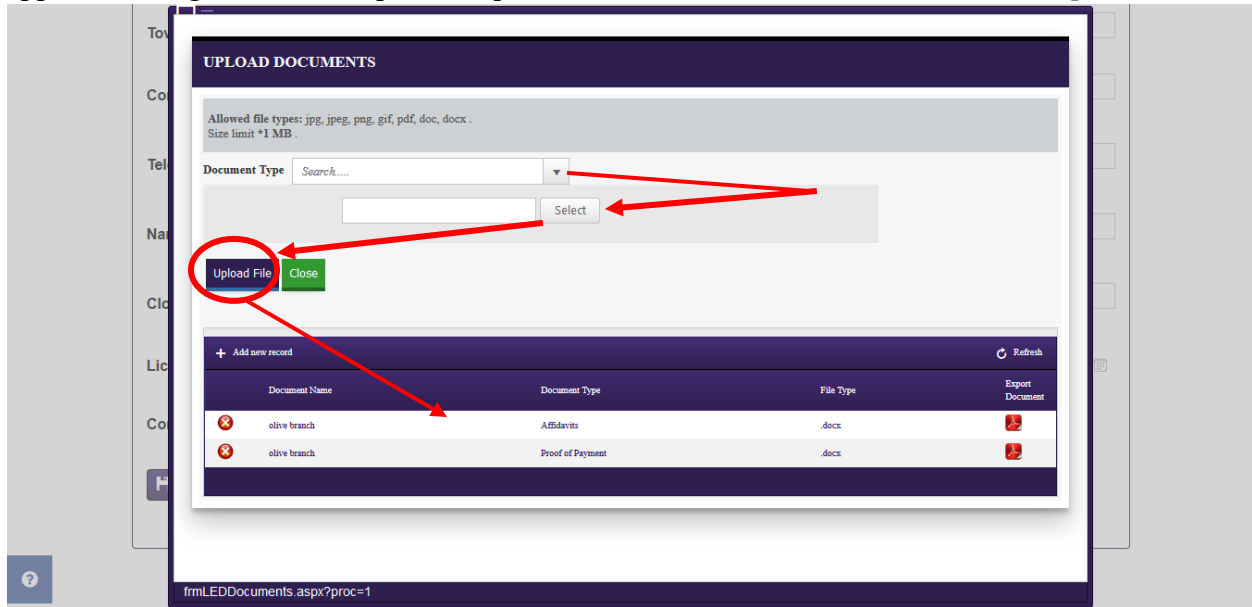 UPLOAD DOCUMENTS
Allowed file types: jpg, jpeg, png, gif, pdf, doc, docx .
Size limit *1 MB .
Document Type Search.....
Select
Upload File Close
+ Add new record Refresh
Document Name Document Type File Type Export Document
olive branch Affidavits .docx
olive branch Proof of Payment .docx
frmLEDDocuments.aspx?proc=1